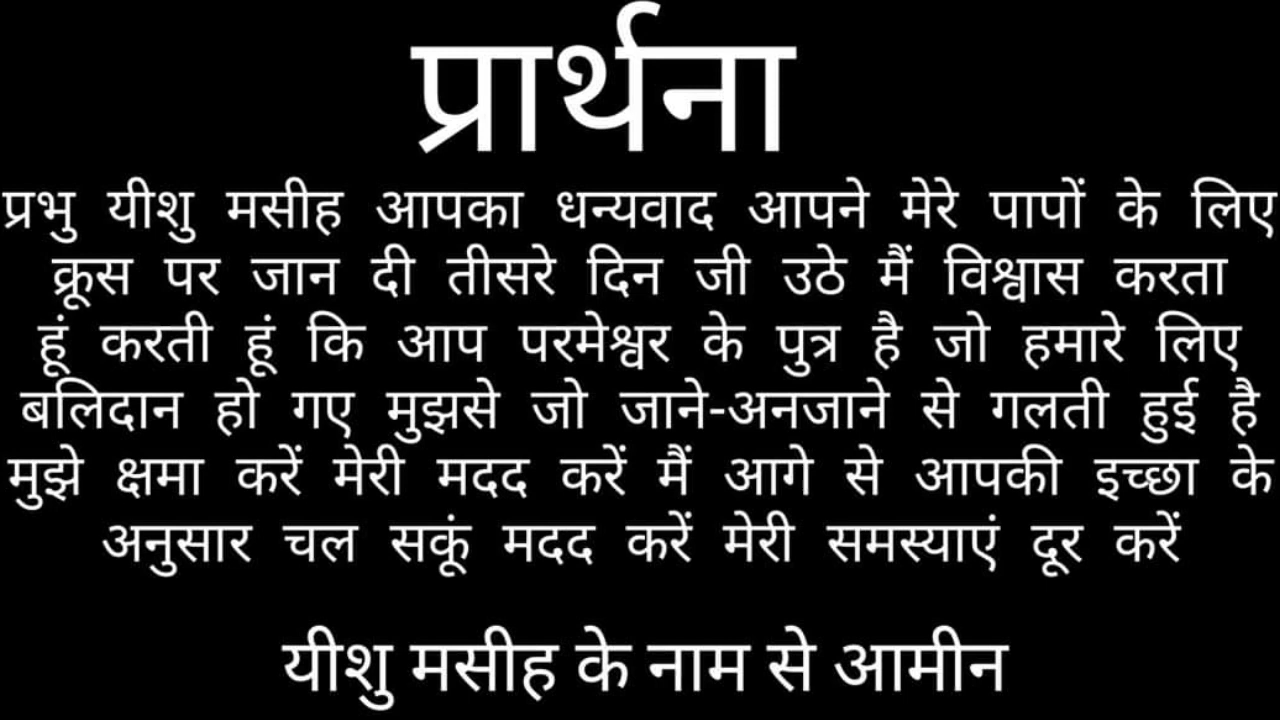 प्रार्थना
प्रभु यीशु मसीह आपका धन्यवाद आपने मेरे पापों के लिए
क्रूस पर जान दी तीसरे दिन जी उठे मैं विश्वास करता
हूं करती हूं कि आप परमेश्वर के पुत्र है जो हमारे लिए
बलिदान हो गए मुझसे जो जाने-अनजाने से गलती हुई है
मुझे क्षमा करें मेरी मदद करें मैं आगे से आपकी इच्छा के
अनुसार चल सकूं मदद करें मेरी समस्याएं दूर करें
यीशु मसीह के नाम से आमीन